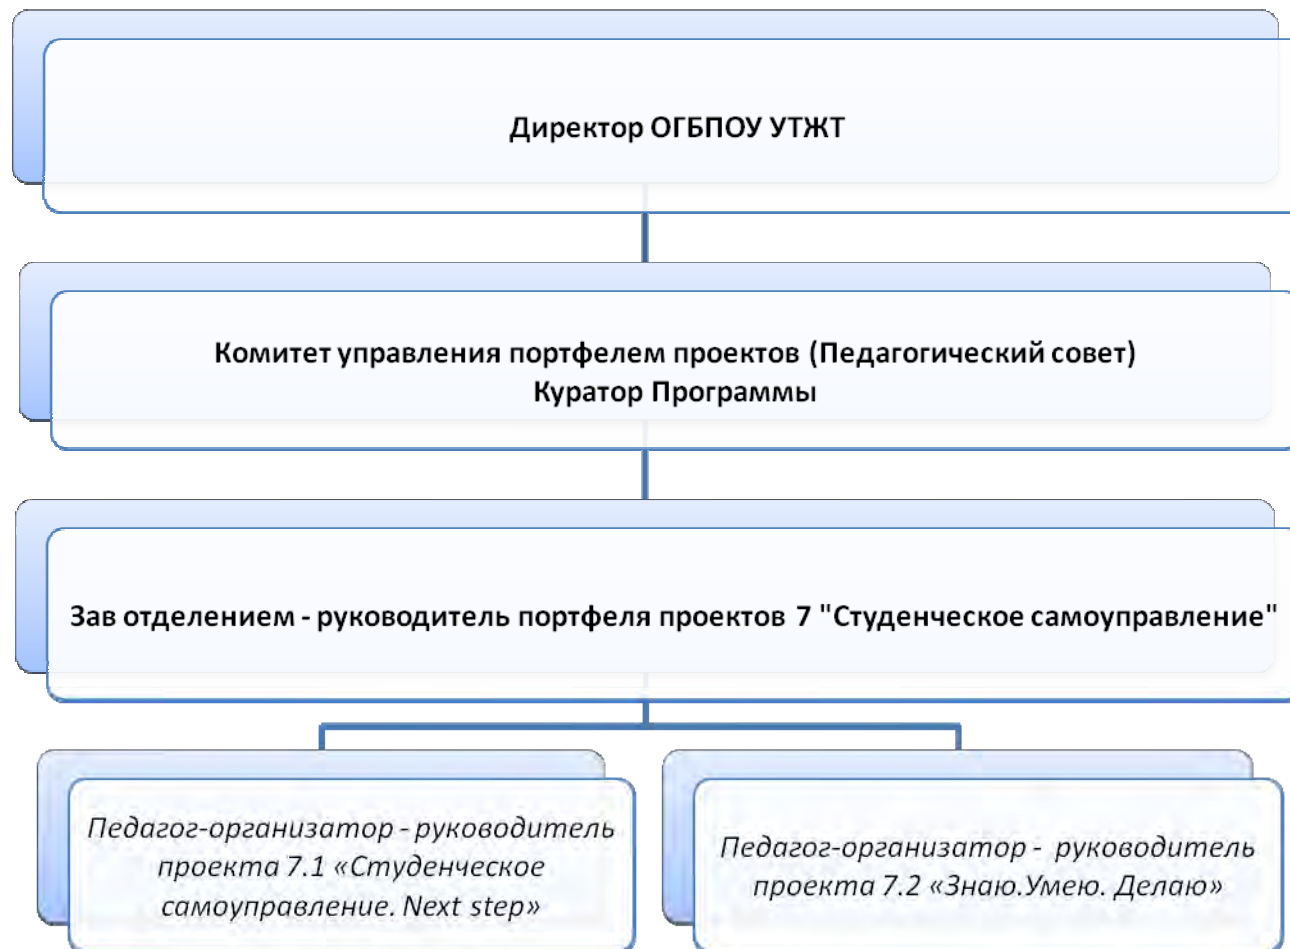 Директор ОГБПОУ УТЖТ
Комитет управления портфелем проектов (Педагогический совет)
Куратор Программы
Зав отделением - руководитель портфеля проектов 7 "Студенческое самоуправление"
Педагог-организатор - руководитель
проекта 7.1 «Студенческое
самоуправление. Next step»
Педагог-организатор - руководитель
проекта 7.2 «Знаю.Умею. Делаю»